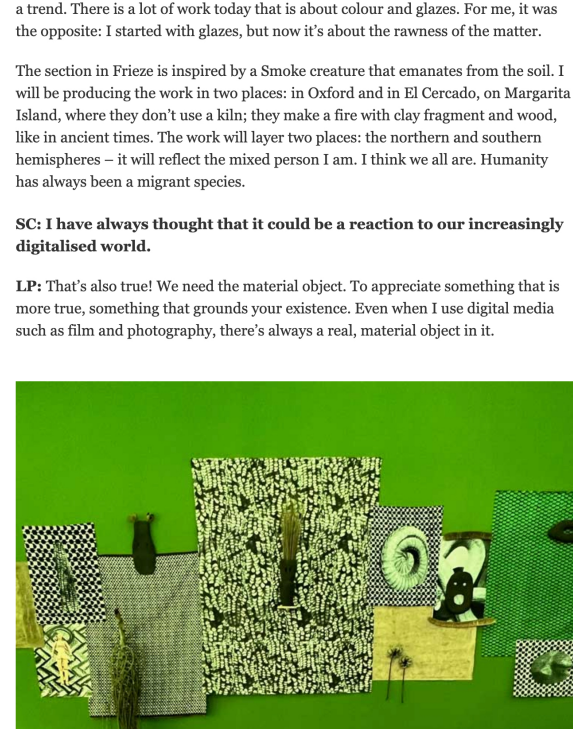 a trend. There is a lot of work today that is about colour and glazes. For me, it was
the opposite: I started with glazes, but now it’s about the rawness of the matter.
The section in Frieze is inspired by a Smoke creature that emanates from the soil. I
will be producing the work in two places: in Oxford and in El Cercado, on Margarita
Island, where they don’t use a kiln; they make a fire with clay fragment and wood,
like in ancient times. The work will layer two places: the northern and southern
hemispheres – it will reflect the mixed person I am. I think we all are. Humanity
has always been a migrant species.
SC: I have always thought that it could be a reaction to our increasingly
digitalised world.
LP: That’s also true! We need the material object. To appreciate something that is
more true, something that grounds your existence. Even when I use digital media
such as film and photography, there’s always a real, material object in it.